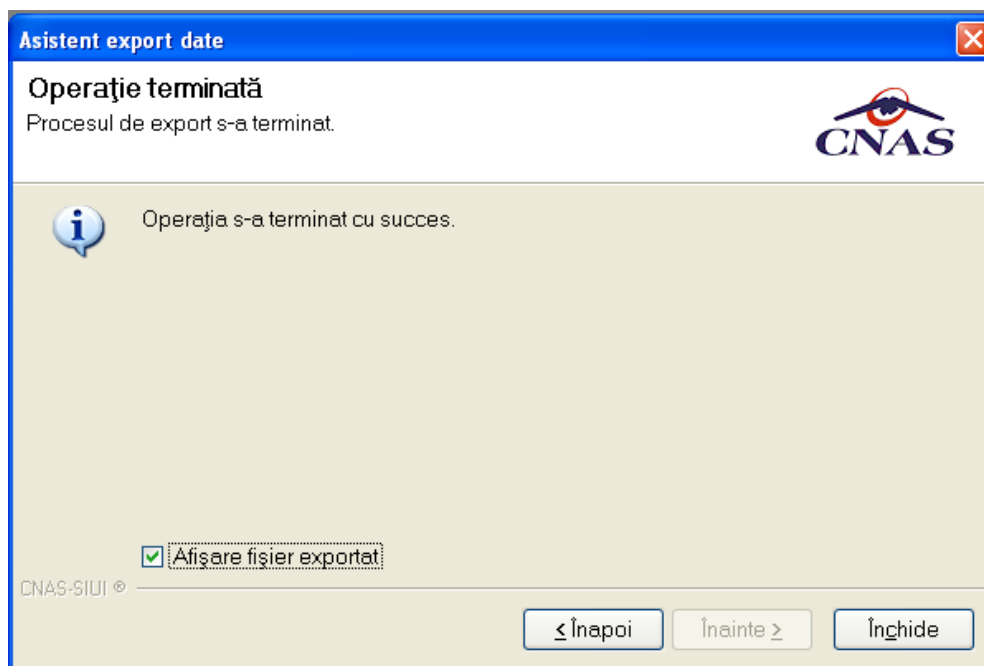 Asistent export date
Operaţie terminată
Procesul de export s-a terminat.
CNAS
Operaţia s-a terminat cu succes.
Afişare fişier exportat
CNAS-SIUI ®
< Înapoi
Înainte >
Închide